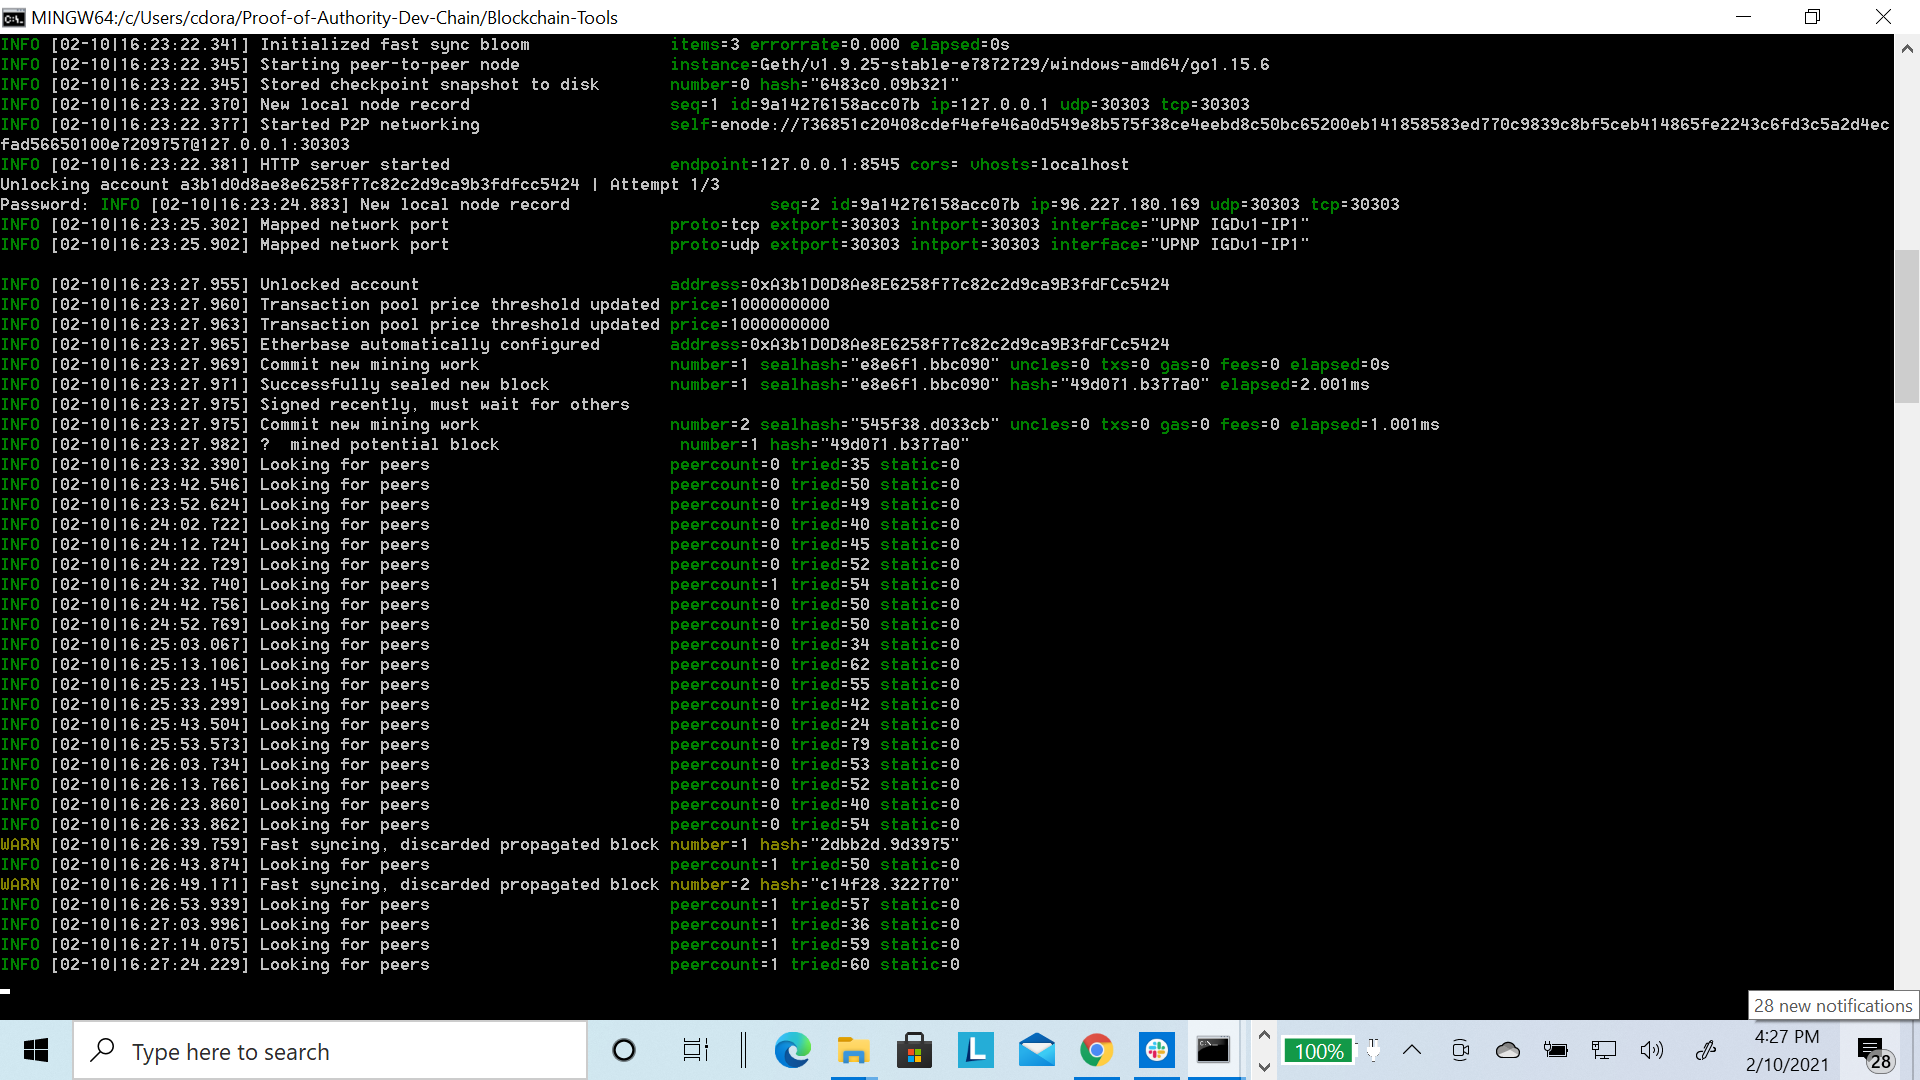 MINGW64:/c/Users/cdora/Proof-of-Authority-Dev-Chain/Blockchain-Tools
INFO [02-10|16:23:22.341] Initialized fast sync bloom items=3 errorrate=0.000 elapsed=0s
INFO [02-10|16:23:22.345] Starting peer-to-peer node instance=Geth/v1.9.25-stable-e7872729/windows-amd64/go1.15.6
INFO [02-10|16:23:22.345] Stored checkpoint snapshot to disk number=0 hash="6483c0.09b321"
INFO [02-10|16:23:22.370] New local node record seq=1 id=9a14276158acc07b ip=127.0.0.1 udp=30303 tcp=30303
INFO [02-10|16:23:22.377] Started P2P networking self=enode://736851c20408cdef4efe46a0d549e8b575f38ce4eebd8c50bc65200eb141858583ed770c9839c8bf5ceb414865fe2243c6fd3c5a2d4ec
fad56650100e7209757@127.0.0.1:30303
INFO [02-10|16:23:22.381] HTTP server started endpoint=127.0.0.1:8545 cors= vhosts=localhost
Unlocking account a3b1d0d8ae8e6258f77c82c2d9ca9b3fdfcc5424 | Attempt 1/3
Password: INFO [02-10|16:23:24.883] New local node record seq=2 id=9a14276158acc07b ip=96.227.180.169 udp=30303 tcp=30303
INFO [02-10|16:23:25.302] Mapped network port proto=tcp extport=30303 intport=30303 interface="UPNP IGDv1-IP1"
INFO [02-10|16:23:25.902] Mapped network port proto=udp extport=30303 intport=30303 interface="UPNP IGDv1-IP1"
INFO [02-10|16:23:27.955] Unlocked account address=0xA3b1D0D8Ae8E6258f77c82c2d9ca9B3fdFCc5424
INFO [02-10|16:23:27.960] Transaction pool price threshold updated price=1000000000
INFO [02-10|16:23:27.963] Transaction pool price threshold updated price=1000000000
INFO [02-10|16:23:27.965] Etherbase automatically configured address=0xA3b1D0D8Ae8E6258f77c82c2d9ca9B3fdFCc5424
INFO [02-10|16:23:27.969] Commit new mining work number=1 sealhash="e8e6f1.bbc090" uncles=0 txs=0 gas=0 fees=0 elapsed=0s
INFO [02-10|16:23:27.971] Successfully sealed new block number=1 sealhash="e8e6f1.bbc090" hash="49d071.b377a0" elapsed=2.001ms
INFO [02-10|16:23:27.975] Signed recently, must wait for others
INFO [02-10|16:23:27.975] Commit new mining work number=2 sealhash="545f38.d033cb" uncles=0 txs=0 gas=0 fees=0 elapsed=1.001ms
INFO [02-10|16:23:27.982] ? mined potential block number=1 hash="49d071.b377a0"
INFO [02-10|16:23:32.390] Looking for peers peercount=0 tried=35 static=0
INFO [02-10|16:23:42.546] Looking for peers peercount=0 tried=50 static=0
INFO [02-10|16:23:52.624] Looking for peers peercount=0 tried=49 static=0
INFO [02-10|16:24:02.722] Looking for peers peercount=0 tried=40 static=0
INFO [02-10|16:24:12.724] Looking for peers peercount=0 tried=45 static=0
INFO [02-10|16:24:22.729] Looking for peers peercount=0 tried=52 static=0
INFO [02-10|16:24:32.740] Looking for peers peercount=1 tried=54 static=0
INFO [02-10|16:24:42.756] Looking for peers peercount=0 tried=50 static=0
INFO [02-10|16:24:52.769] Looking for peers peercount=0 tried=50 static=0
INFO [02-10|16:25:03.067] Looking for peers peercount=0 tried=34 static=0
INFO [02-10|16:25:13.106] Looking for peers peercount=0 tried=62 static=0
INFO [02-10|16:25:23.145] Looking for peers peercount=0 tried=55 static=0
INFO [02-10|16:25:33.299] Looking for peers peercount=0 tried=42 static=0
INFO [02-10|16:25:43.504] Looking for peers peercount=0 tried=24 static=0
INFO [02-10|16:25:53.573] Looking for peers peercount=0 tried=79 static=0
INFO [02-10|16:26:03.734] Looking for peers peercount=0 tried=53 static=0
INFO [02-10|16:26:13.766] Looking for peers peercount=0 tried=52 static=0
INFO [02-10|16:26:23.860] Looking for peers peercount=0 tried=40 static=0
INFO [02-10|16:26:33.862] Looking for peers peercount=0 tried=54 static=0
WARN [02-10|16:26:39.759] Fast syncing, discarded propagated block number=1 hash="2dbb2d.9d3975"
INFO [02-10|16:26:43.874] Looking for peers peercount=1 tried=50 static=0
WARN [02-10|16:26:49.171] Fast syncing, discarded propagated block number=2 hash="c14f28.322770"
INFO [02-10|16:26:53.939] Looking for peers peercount=1 tried=57 static=0
INFO [02-10|16:27:03.996] Looking for peers peercount=1 tried=36 static=0
INFO [02-10|16:27:14.075] Looking for peers peercount=1 tried=59 static=0
INFO [02-10|16:27:24.229] Looking for peers peercount=1 tried=60 static=0
28 new notifications
Type here to search
L
100%
4:27 PM
2/10/2021
28